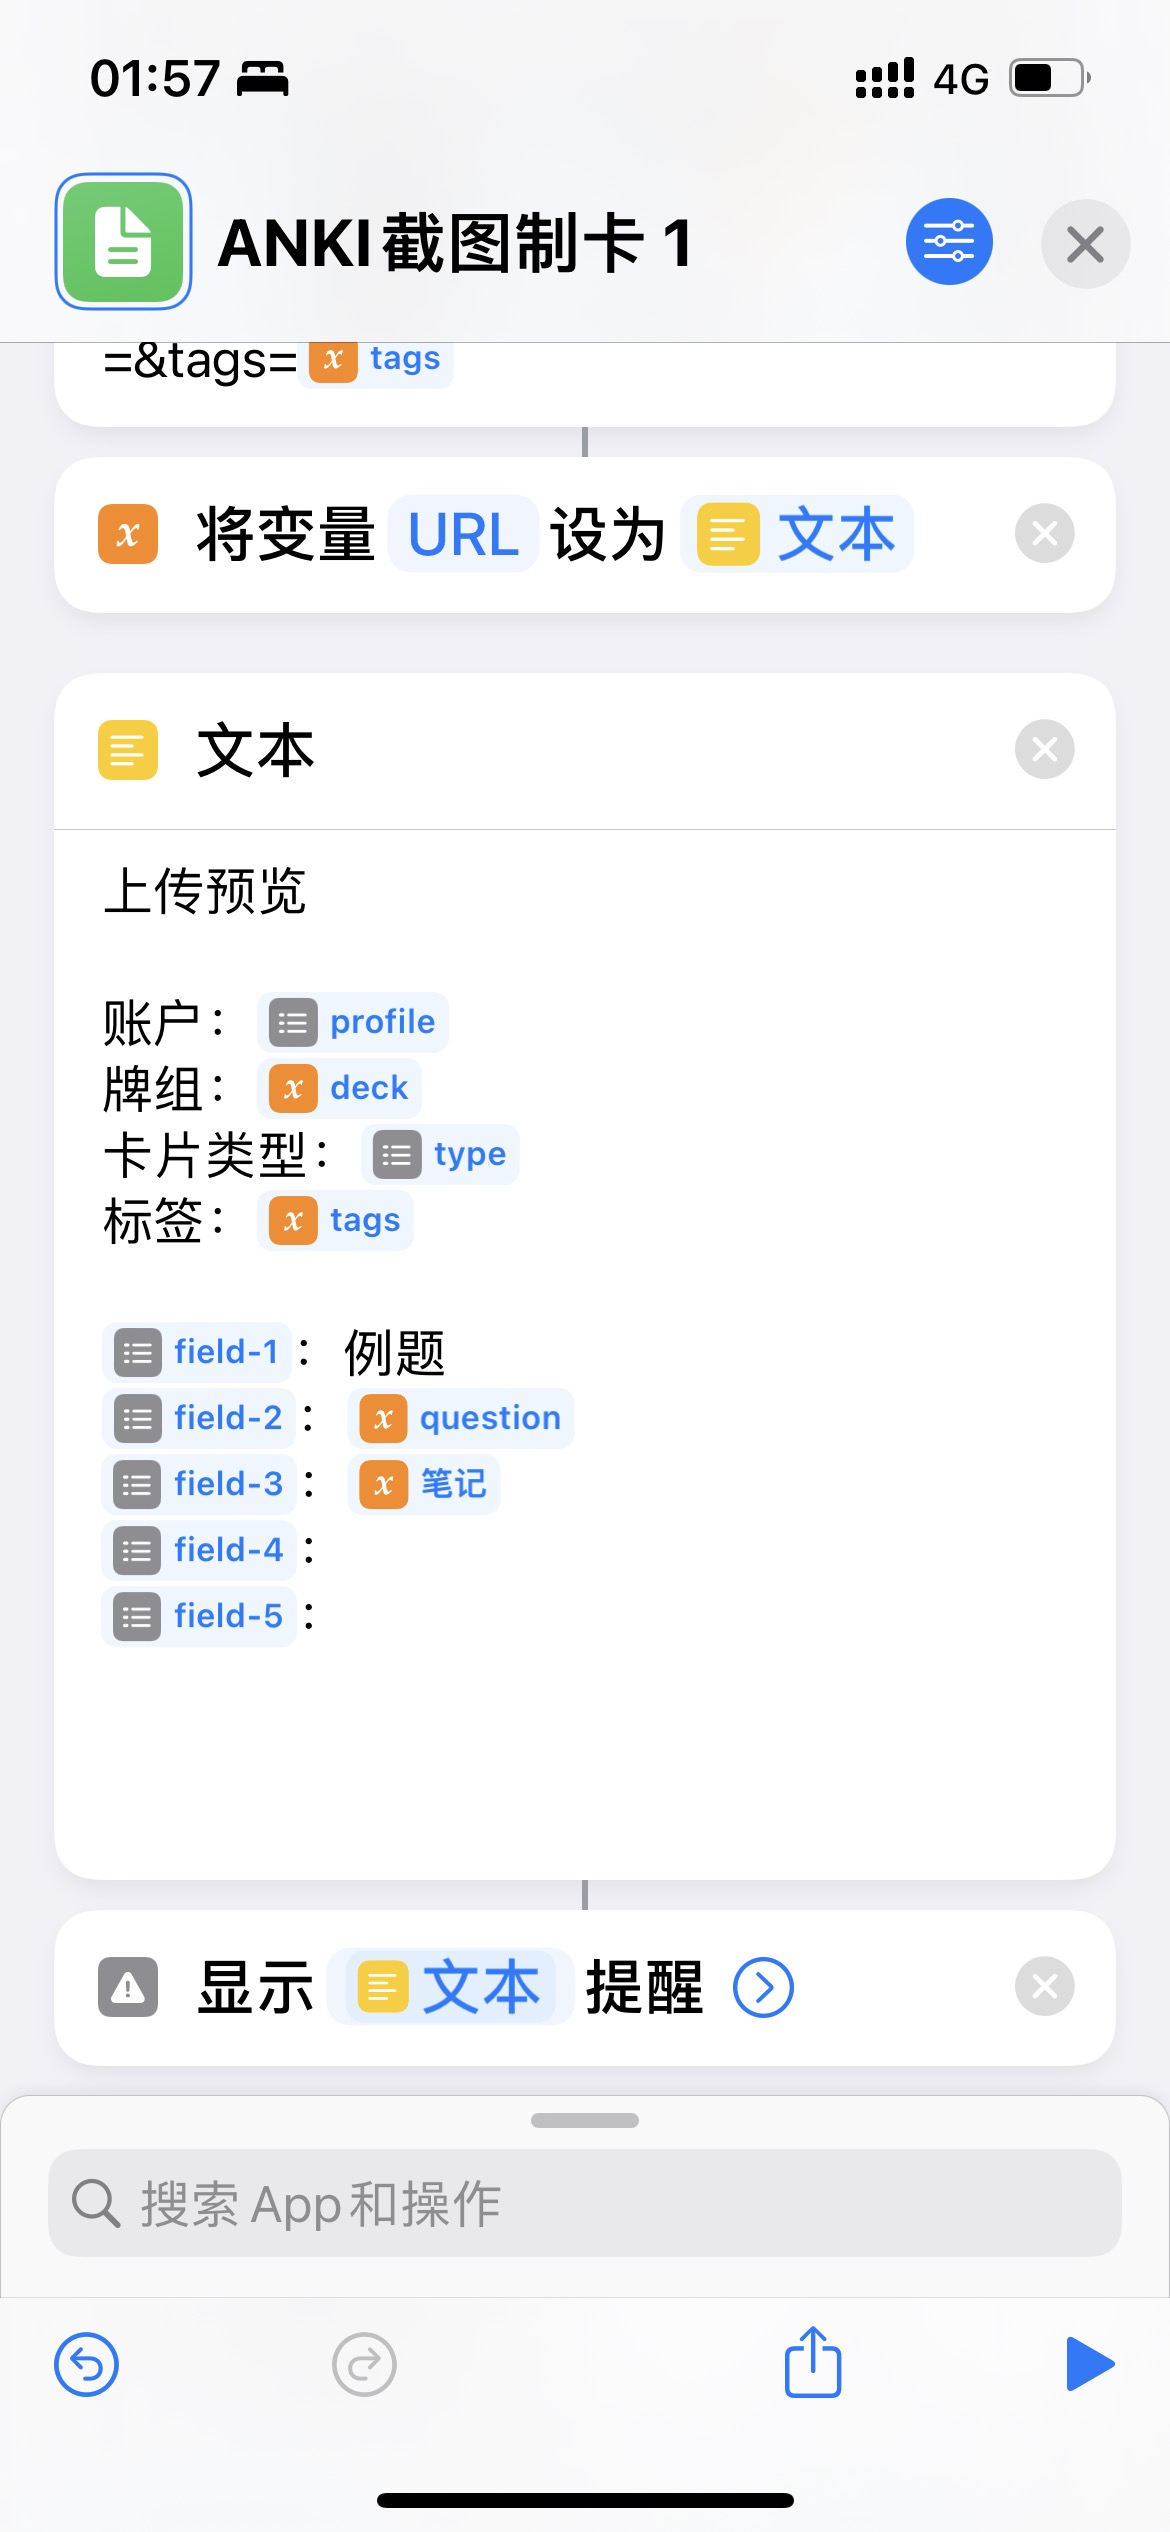 01:57
4G
ANKI截图制卡 1
=&tags= x tags
x 将变量 URL 设为 文本
文本
上传预览
账户： profile
牌组： x deck
卡片类型： type
标签： x tags
field-1： 例题
field-2： x question
field-3： x 笔记
field-4：
field-5：
显示 文本 提醒
搜索 App 和操作